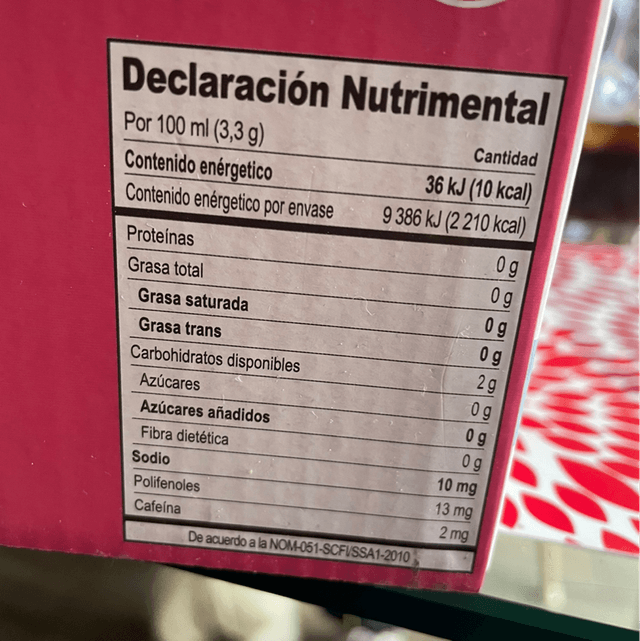 Declaración Nutrimental
Por 100 ml (3,3 g)
Cantidad
Contenido enérgetico 36 kJ (10 kcal)
Contenido enérgetico por envase 9 386 kJ (2 210 kcal)
Proteínas 0 g
Grasa total 0 g
Grasa saturada 0 g
Grasa trans 0 g
Carbohidratos disponibles 2 g
Azúcares 0 g
Azúcares añadidos 0 g
Fibra dietética 0 g
Sodio 10 mg
Polifenoles 13 mg
Cafeína 2 mg
De acuerdo a la NOM-051-SCFI/SSA1-2010